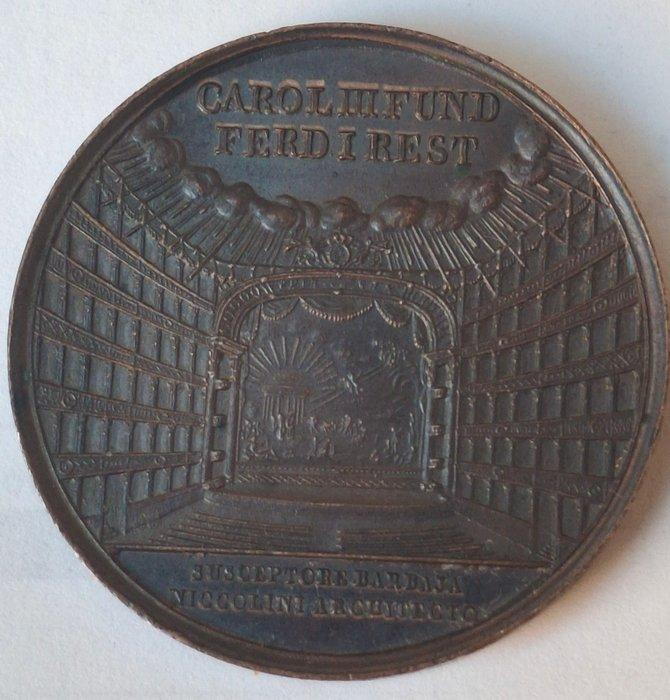 CAROL III FUND
FERD I REST
SUSCEPTORE BARBAJA
NICCOLINI ARCHITECTO